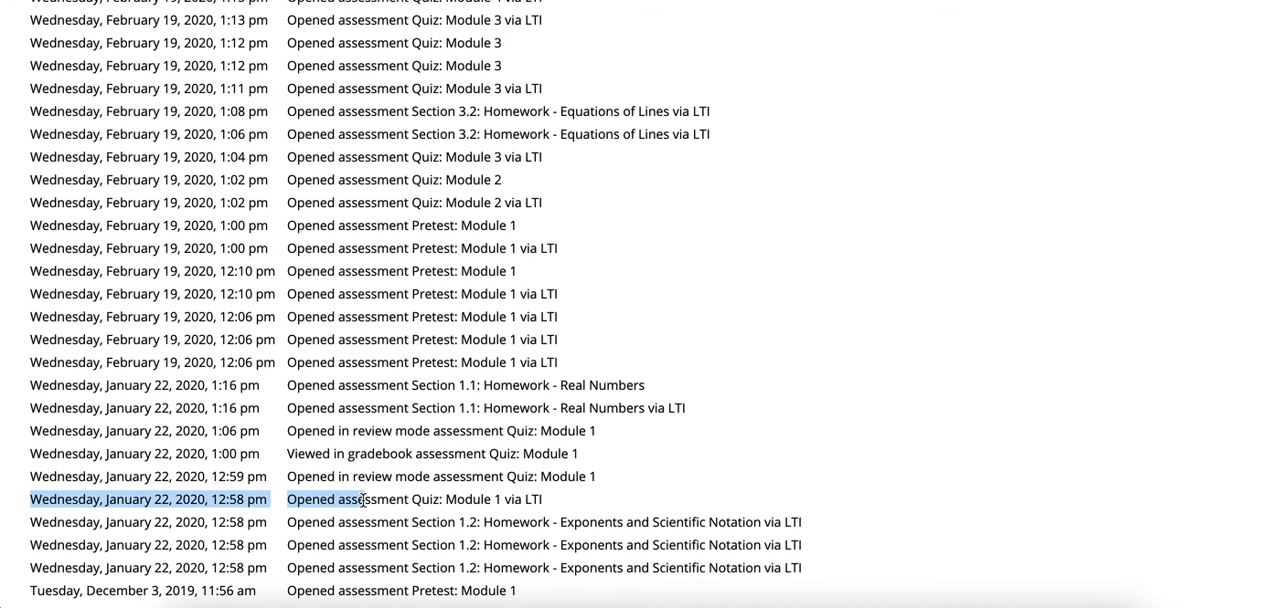 Wednesday, February 19, 2020, 1:13 pm Opened assessment Quiz: Module 3 via LTI
Wednesday, February 19, 2020, 1:12 pm Opened assessment Quiz: Module 3
Wednesday, February 19, 2020, 1:12 pm Opened assessment Quiz: Module 3
Wednesday, February 19, 2020, 1:11 pm Opened assessment Quiz: Module 3 via LTI
Wednesday, February 19, 2020, 1:08 pm Opened assessment Section 3.2: Homework - Equations of Lines via LTI
Wednesday, February 19, 2020, 1:06 pm Opened assessment Section 3.2: Homework - Equations of Lines via LTI
Wednesday, February 19, 2020, 1:04 pm Opened assessment Quiz: Module 3 via LTI
Wednesday, February 19, 2020, 1:02 pm Opened assessment Quiz: Module 2
Wednesday, February 19, 2020, 1:02 pm Opened assessment Quiz: Module 2 via LTI
Wednesday, February 19, 2020, 1:00 pm Opened assessment Pretest: Module 1
Wednesday, February 19, 2020, 1:00 pm Opened assessment Pretest: Module 1 via LTI
Wednesday, February 19, 2020, 12:10 pm Opened assessment Pretest: Module 1
Wednesday, February 19, 2020, 12:10 pm Opened assessment Pretest: Module 1 via LTI
Wednesday, February 19, 2020, 12:06 pm Opened assessment Pretest: Module 1 via LTI
Wednesday, February 19, 2020, 12:06 pm Opened assessment Pretest: Module 1 via LTI
Wednesday, February 19, 2020, 12:06 pm Opened assessment Pretest: Module 1 via LTI
Wednesday, January 22, 2020, 1:16 pm Opened assessment Section 1.1: Homework - Real Numbers
Wednesday, January 22, 2020, 1:16 pm Opened assessment Section 1.1: Homework - Real Numbers via LTI
Wednesday, January 22, 2020, 1:06 pm Opened in review mode assessment Quiz: Module 1
Wednesday, January 22, 2020, 1:00 pm Viewed in gradebook assessment Quiz: Module 1
Wednesday, January 22, 2020, 12:59 pm Opened in review mode assessment Quiz: Module 1
Wednesday, January 22, 2020, 12:58 pm Opened assessment Quiz: Module 1 via LTI
Wednesday, January 22, 2020, 12:58 pm Opened assessment Section 1.2: Homework - Exponents and Scientific Notation via LTI
Wednesday, January 22, 2020, 12:58 pm Opened assessment Section 1.2: Homework - Exponents and Scientific Notation via LTI
Wednesday, January 22, 2020, 12:58 pm Opened assessment Section 1.2: Homework - Exponents and Scientific Notation via LTI
Tuesday, December 3, 2019, 11:56 am Opened assessment Pretest: Module 1